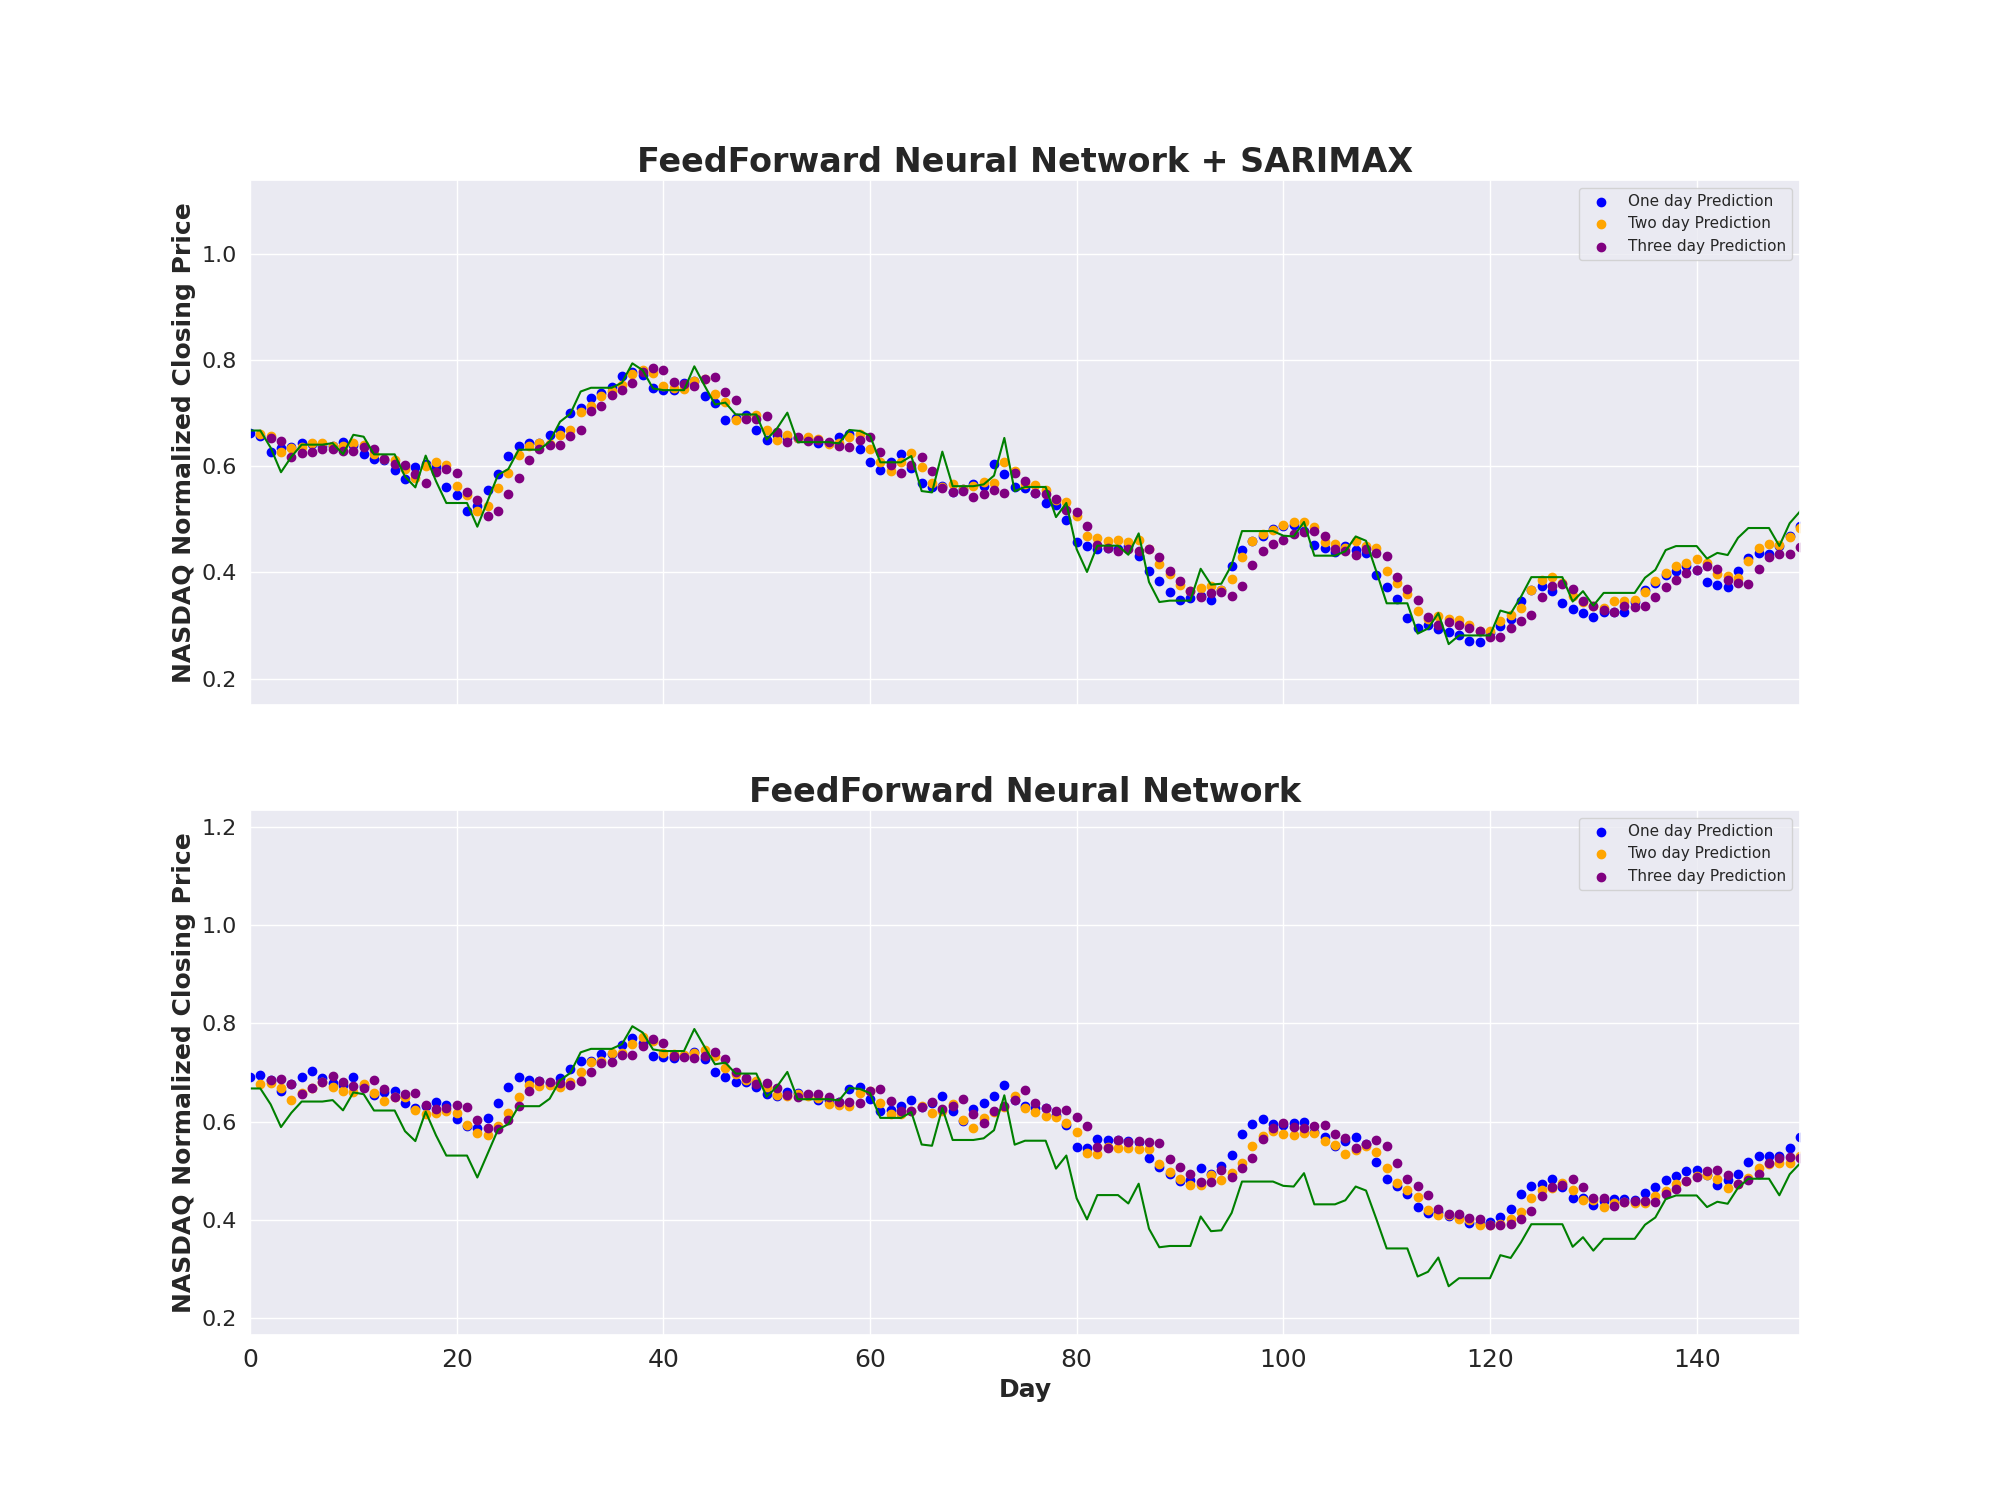 FeedForward Neural Network + SARIMAX
NASDAQ Normalized Closing Price
1.0
0.8
0.6
0.4
0.2
One day Prediction
Two day Prediction
Three day Prediction
FeedForward Neural Network
NASDAQ Normalized Closing Price
1.2
1.0
0.8
0.6
0.4
0.2
One day Prediction
Two day Prediction
Three day Prediction
0 20 40 60 80 100 120 140
Day